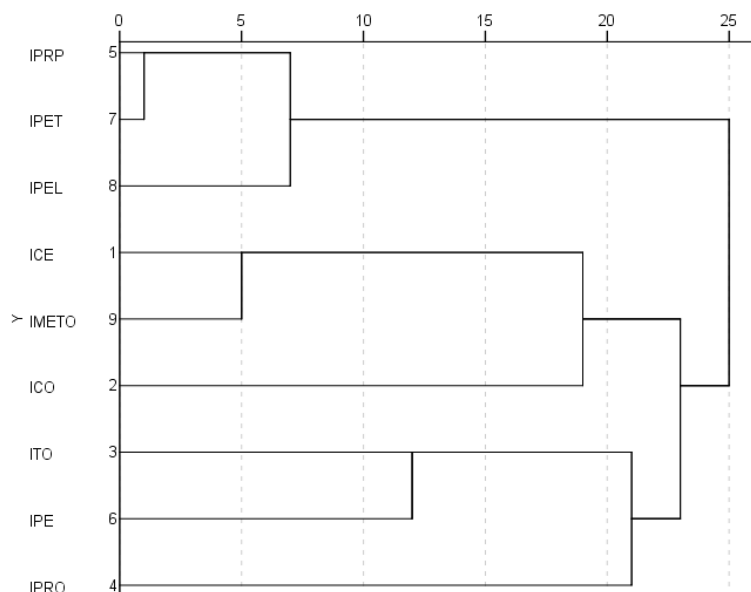 0 5 10 15 20 25
IPRP 5
IPET 7
IPEL 8
ICE 1
Y IMETO 9
ICO 2
ITO 3
IPE 6
IPRO 4